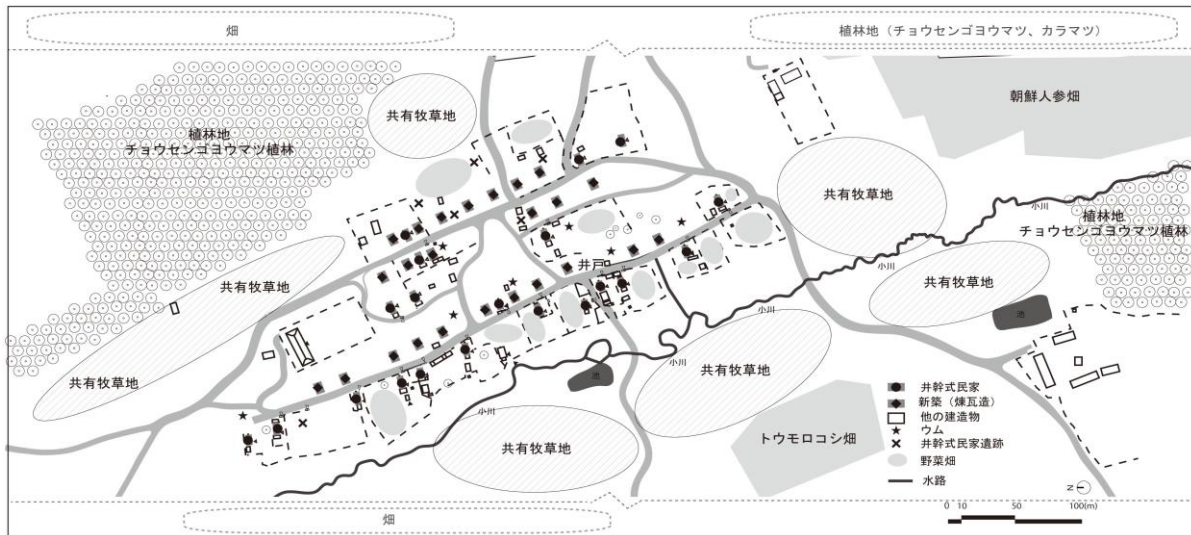 畑
植林地（チョウセンゴヨウマツ、カラマツ）
朝鮮人参畑
共有牧草地
植林地
チョウセンゴヨウマツ植林
共有牧草地
小川
植林地
チョウセンゴヨウマツ植林
小川
井戸
小川
共有牧草地
共有牧草地
小川
池
共有牧草地
小川
共有牧草地
池
小川
トウモロコシ畑
共有牧草地
井幹式民家
新築（煉瓦造）
他の建造物
ウム
井幹式民家遺跡
野菜畑
水路
N
0 10 50 100(m)
畑